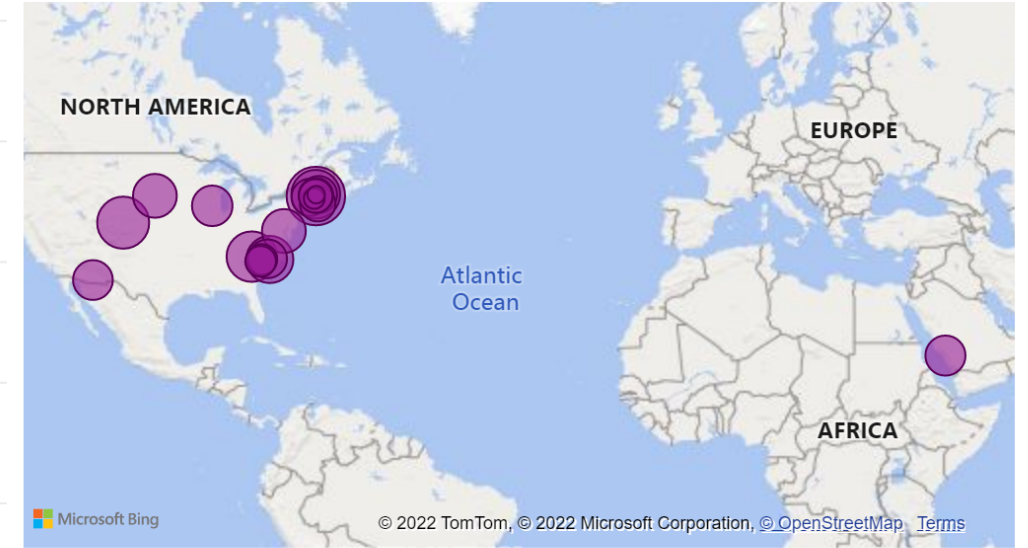 NORTH AMERICA
EUROPE
Atlantic
Ocean
AFRICA
Microsoft Bing
© 2022 TomTom, © 2022 Microsoft Corporation, © OpenStreetMap Terms